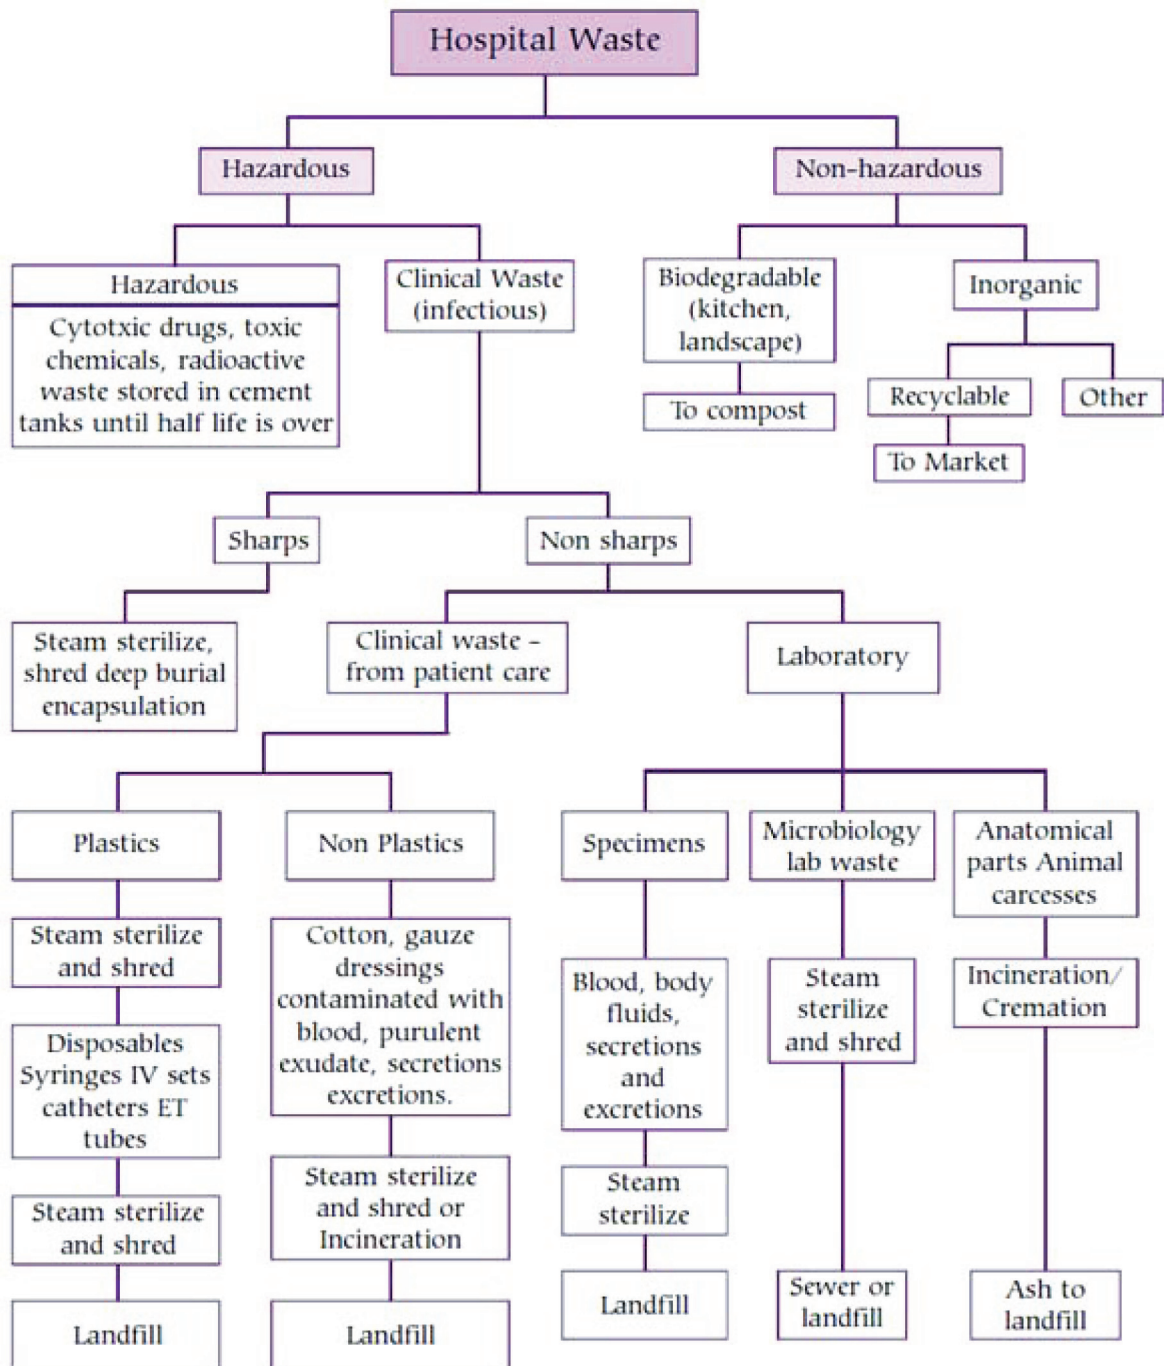 Hospital Waste
Hazardous
Non-hazardous
Hazardous
Cytotxic drugs, toxic
chemicals, radioactive
waste stored in cement
tanks until half life is over
Clinical Waste
(infectious)
Biodegradable
(kitchen,
landscape)
To compost
Inorganic
Recyclable
Other
To Market
Sharps
Non sharps
Steam sterilize,
shred deep burial
encapsulation
Clinical waste –
from patient care
Laboratory
Plastics
Steam sterilize
and shred
Disposables
Syringes IV sets
catheters ET
tubes
Steam sterilize
and shred
Landfill
Non Plastics
Cotton, gauze
dressings
contaminated with
blood, purulent
exudate, secretions
excretions.
Steam sterilize
and shred or
Incineration
Landfill
Specimens
Blood, body
fluids,
secretions
and
excretions
Steam
sterilize
Landfill
Microbiology
lab waste
Steam
sterilize
and shred
Sewer or
landfill
Anatomical
parts Animal
carcesses
Incineration/
Cremation
Ash to
landfill